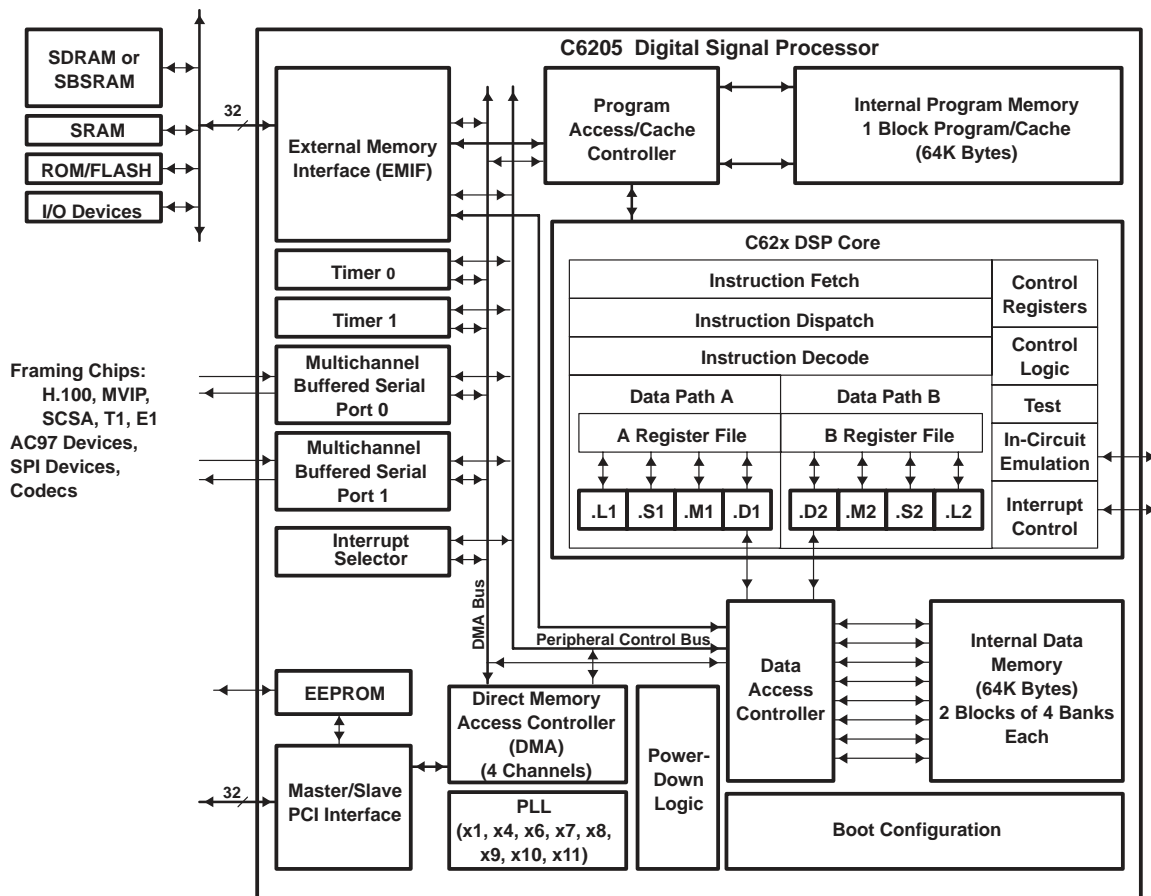 C6205 Digital Signal Processor
SDRAM or
SBSRAM
SRAM
ROM/FLASH
I/O Devices
32
External Memory
Interface (EMIF)
Program
Access/Cache
Controller
Internal Program Memory
1 Block Program/Cache
(64K Bytes)
Timer 0
Timer 1
Framing Chips:
H.100, MVIP,
SCSA, T1, E1
AC97 Devices,
SPI Devices,
Codecs
Multichannel
Buffered Serial
Port 0
Multichannel
Buffered Serial
Port 1
Interrupt
Selector
C62x DSP Core
Instruction Fetch
Instruction Dispatch
Instruction Decode
Data Path A
Data Path B
A Register File
B Register File
.L1
.S1
.M1
.D1
.D2
.M2
.S2
.L2
Control
Registers
Control
Logic
Test
In-Circuit
Emulation
Interrupt
Control
DMA Bus
Peripheral Control Bus
EEPROM
32
Master/Slave
PCI Interface
Direct Memory
Access Controller
(DMA)
(4 Channels)
PLL
(x1, x4, x6, x7, x8,
x9, x10, x11)
Power-
Down
Logic
Data
Access
Controller
Internal Data
Memory
(64K Bytes)
2 Blocks of 4 Banks
Each
Boot Configuration